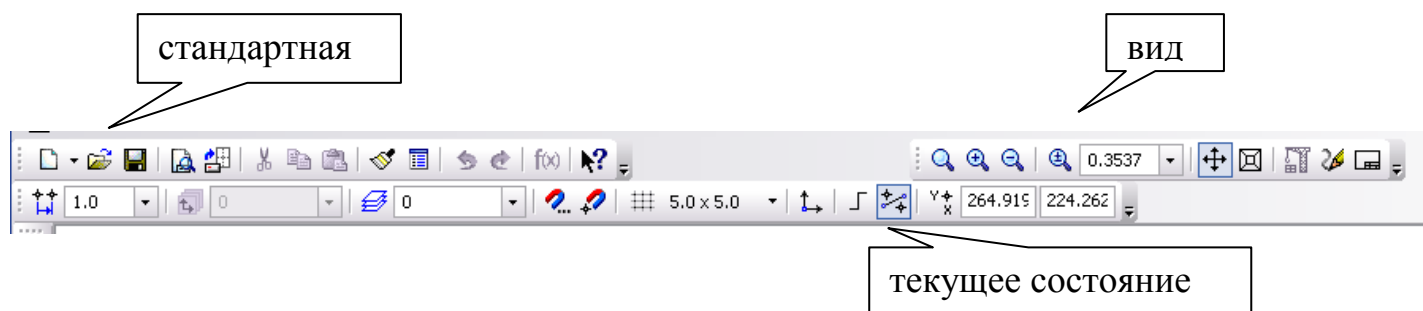 стандартная
вид
f(x) ? 0.3537
1.0 0 0 5.0 x 5.0 Y X 264.919 224.262
текущее состояние